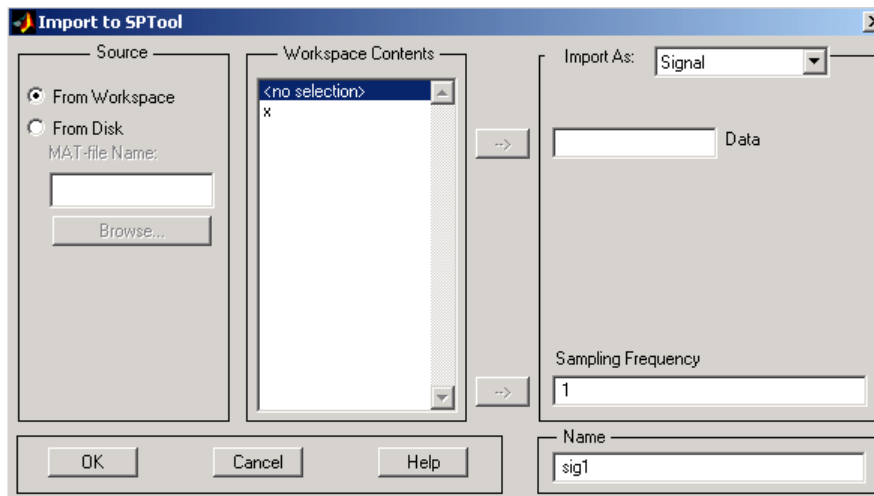 Import to SPTool
Source
From Workspace
From Disk
MAT-file Name:
Browse...
Workspace Contents
<no selection>
x
-->
-->
Import As:
Signal
Data
Sampling Frequency
1
OK
Cancel
Help
Name
sig1